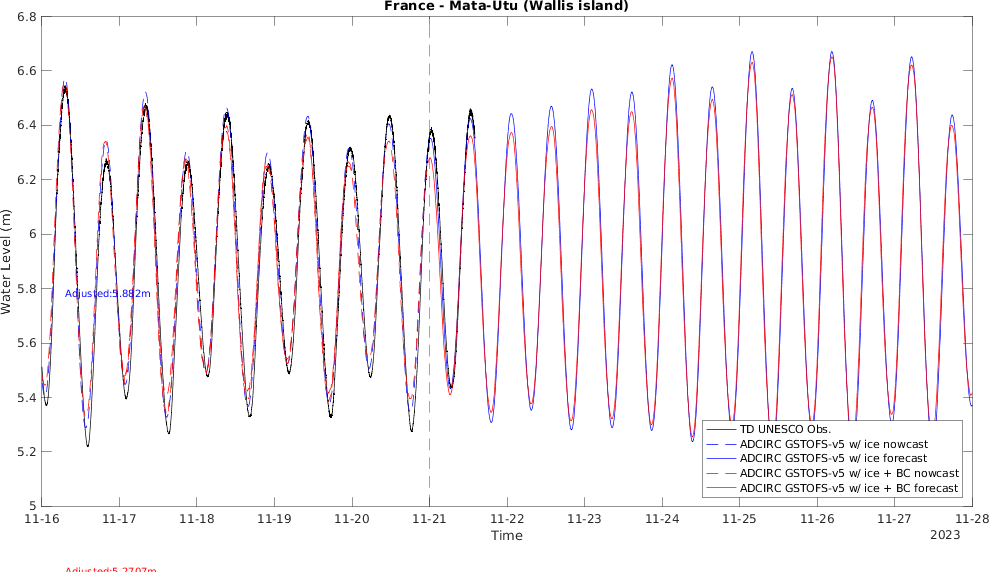 France - Mata-Utu (Wallis island)
6.8
6.6
6.4
6.2
6
5.8
5.6
5.4
5.2
5
Water Level (m)
Adjusted:5.882m
TD UNESCO Obs.
ADCIRC GSTOFS-v5 w/ ice nowcast
ADCIRC GSTOFS-v5 w/ ice forecast
ADCIRC GSTOFS-v5 w/ ice + BC nowcast
ADCIRC GSTOFS-v5 w/ ice + BC forecast
11-16 11-17 11-18 11-19 11-20 11-21 11-22 11-23 11-24 11-25 11-26 11-27 11-28
Time
2023
Adjusted:5.2707m